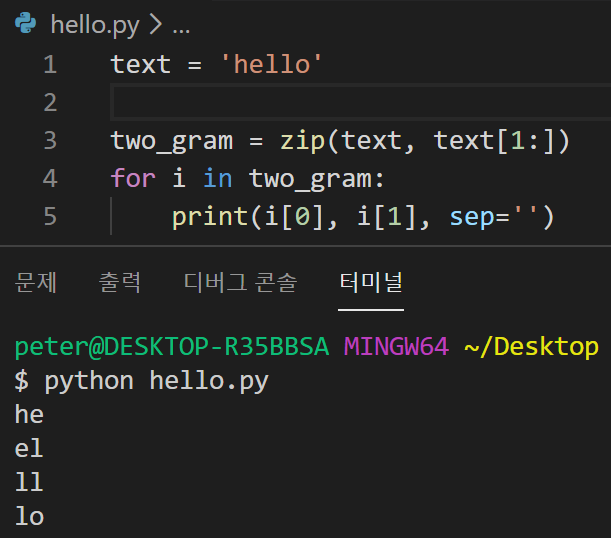 hello.py > ...
1 text = 'hello'
2
3 two_gram = zip(text, text[1:])
4 for i in two_gram:
5     print(i[0], i[1], sep='')
문제 출력 디버그 콘솔 터미널
peter@DESKTOP-R35BBSA MINGW64 ~/Desktop
$ python hello.py
he
el
ll
lo